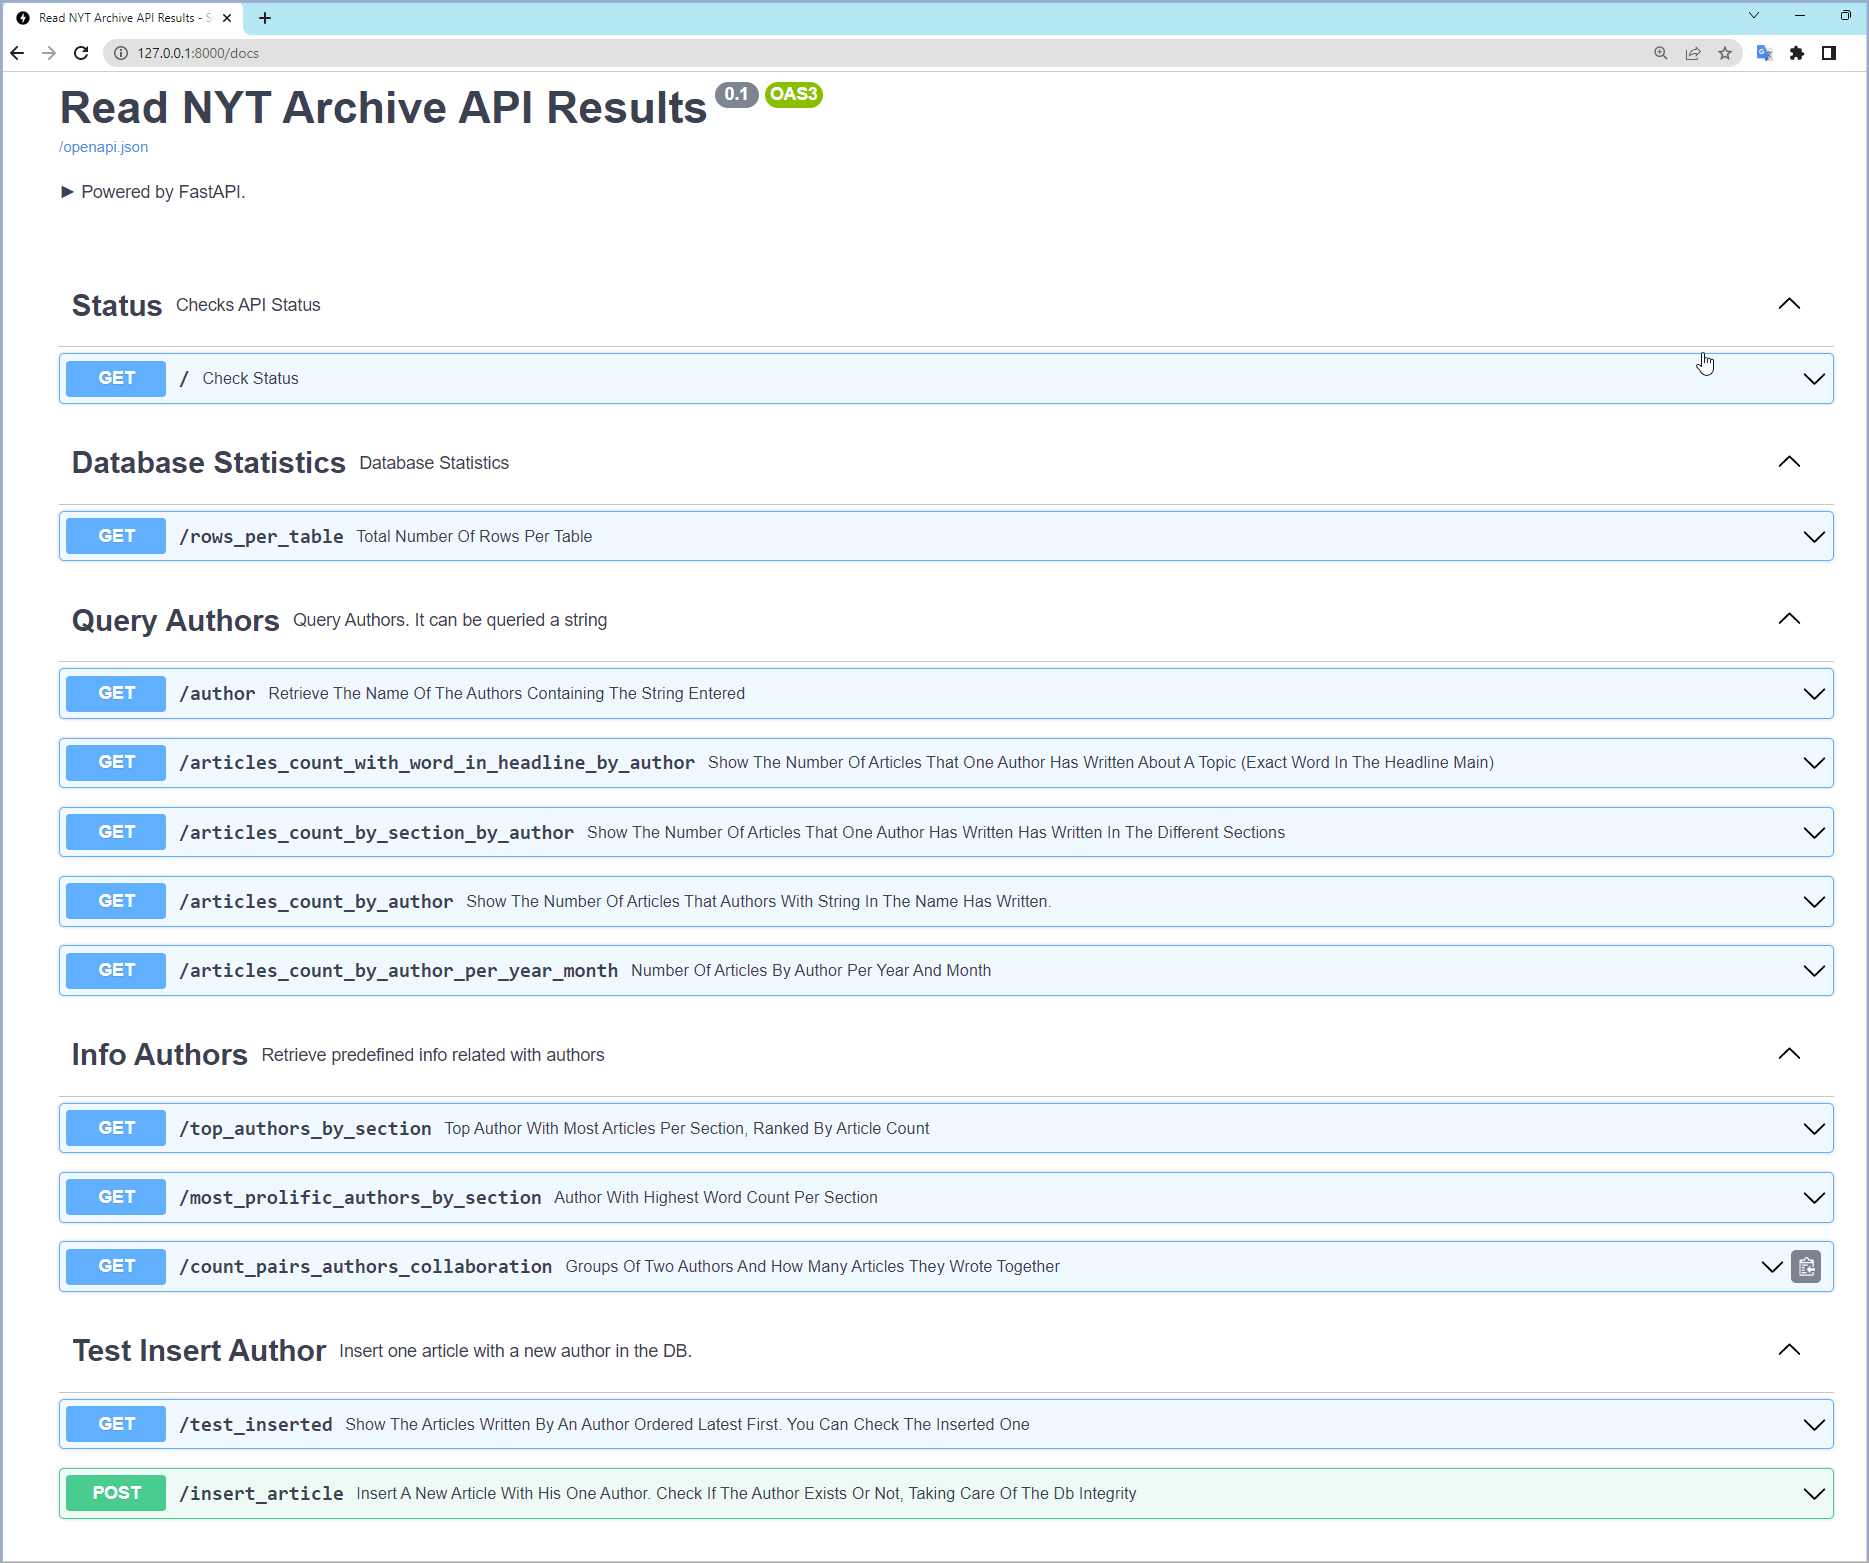 Read NYT Archive API Results - S
127.0.0.1:8000/docs
Read NYT Archive API Results 0.1 OAS3
/openapi.json
► Powered by FastAPI.
Status Checks API Status
GET / Check Status
Database Statistics Database Statistics
GET /rows_per_table Total Number Of Rows Per Table
Query Authors Query Authors. It can be queried a string
GET /author Retrieve The Name Of The Authors Containing The String Entered
GET /articles_count_with_word_in_headline_by_author Show The Number Of Articles That One Author Has Written About A Topic (Exact Word In The Headline Main)
GET /articles_count_by_section_by_author Show The Number Of Articles That One Author Has Written Has Written In The Different Sections
GET /articles_count_by_author Show The Number Of Articles That Authors With String In The Name Has Written.
GET /articles_count_by_author_per_year_month Number Of Articles By Author Per Year And Month
Info Authors Retrieve predefined info related with authors
GET /top_authors_by_section Top Author With Most Articles Per Section, Ranked By Article Count
GET /most_prolific_authors_by_section Author With Highest Word Count Per Section
GET /count_pairs_authors_collaboration Groups Of Two Authors And How Many Articles They Wrote Together
Test Insert Author Insert one article with a new author in the DB.
GET /test_inserted Show The Articles Written By An Author Ordered Latest First. You Can Check The Inserted One
POST /insert_article Insert A New Article With His One Author. Check If The Author Exists Or Not, Taking Care Of The Db Integrity